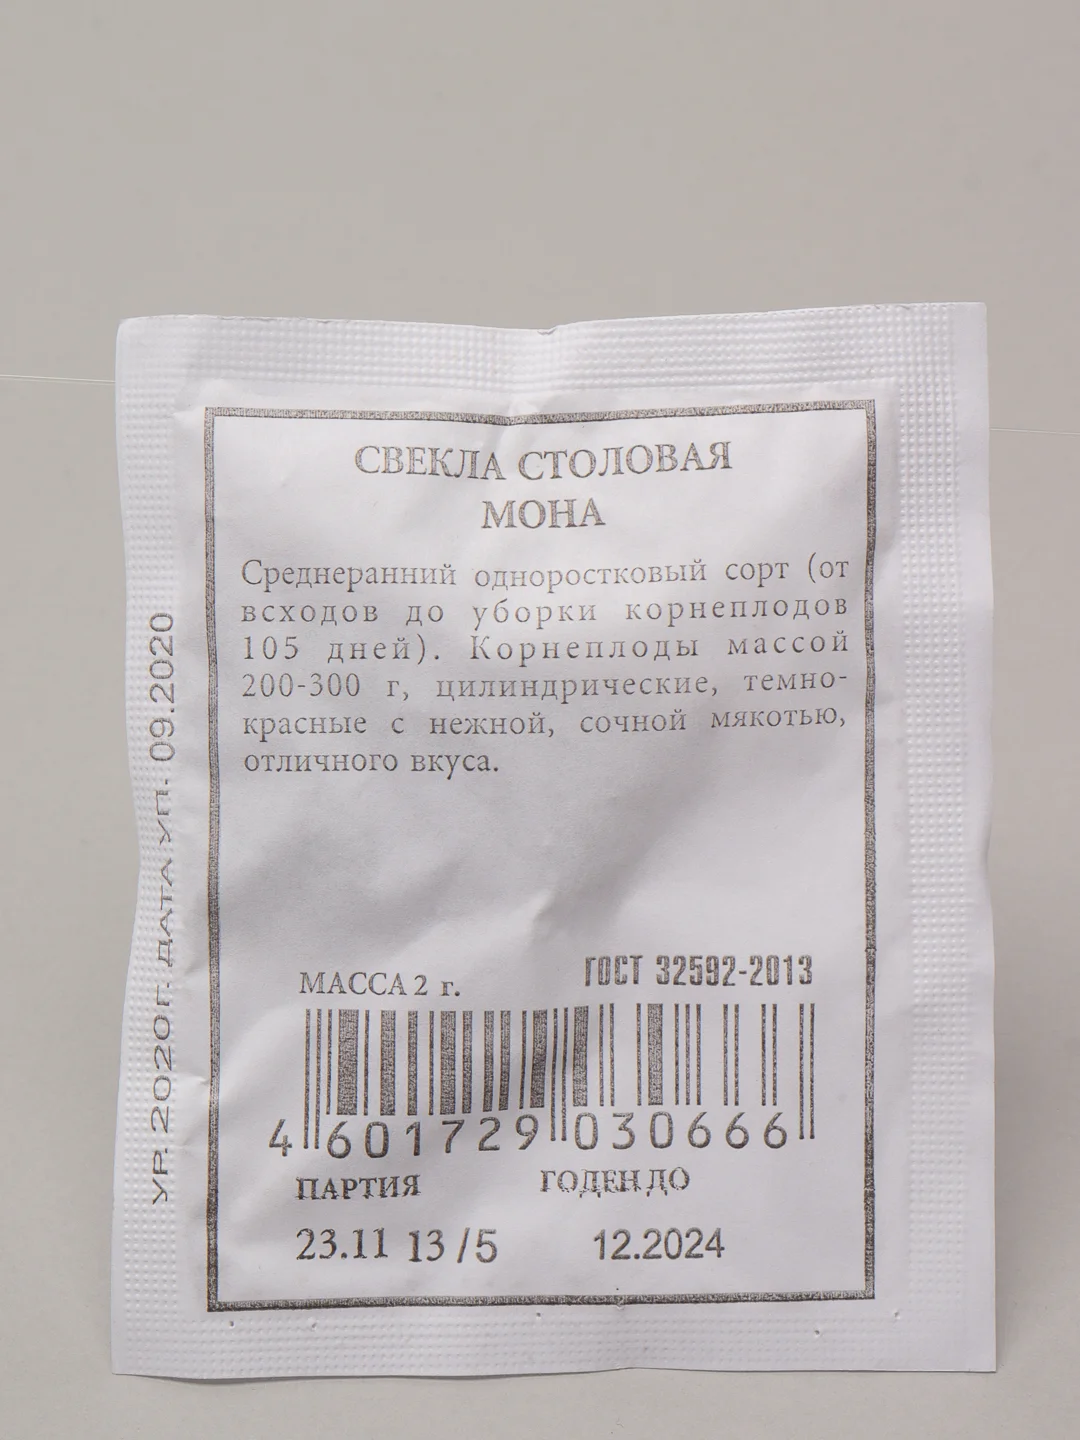 СВЕКЛА СТОЛОВАЯ
МОНА
Среднеранний одноростковый сорт (от
всходов до уборки корнеплодов
105 дней). Корнеплоды массой
200-300 г, цилиндрические, темно-
красные с нежной, сочной мякотью,
отличного вкуса.
УР. 2020 г. ДАТА УП. 09.2020
МАССА 2 г.
ГОСТ 32592-2013
4 601729 030666
ПАРТИЯ
ГОДЕН ДО
23.11 13 /5
12.2024